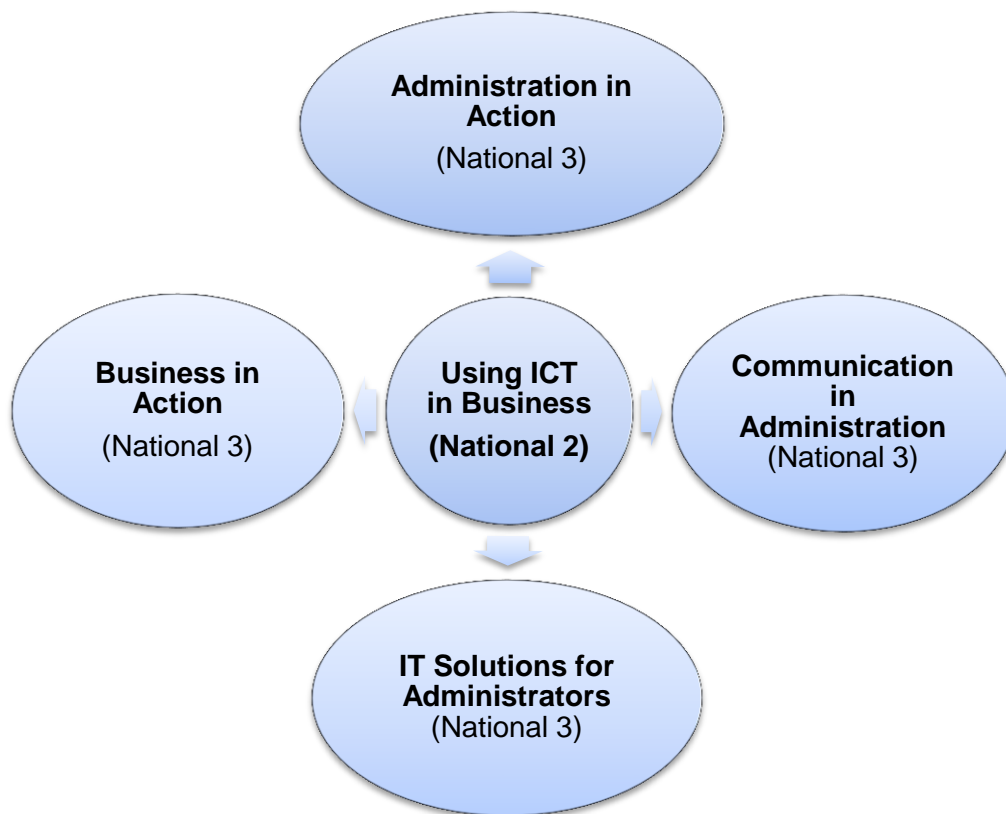 Administration in
Action
(National 3)
Business in
Action
(National 3)
Using ICT
in Business
(National 2)
Communication
in
Administration
(National 3)
IT Solutions for
Administrators
(National 3)